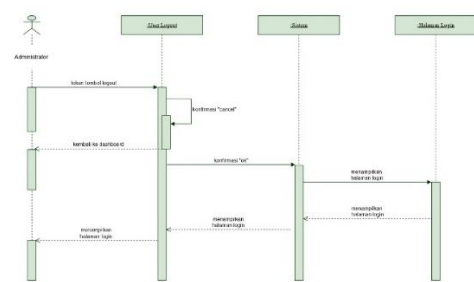 :User Logout
:Sistem
:Halaman Login
Administrator
tekan tombol logout
konfirmasi "cancel"
kembali ke dashboard
konfirmasi "ok"
menampilkan
halaman login
menampilkan
halaman login
menampilkan
halaman login
menampilkan
halaman login